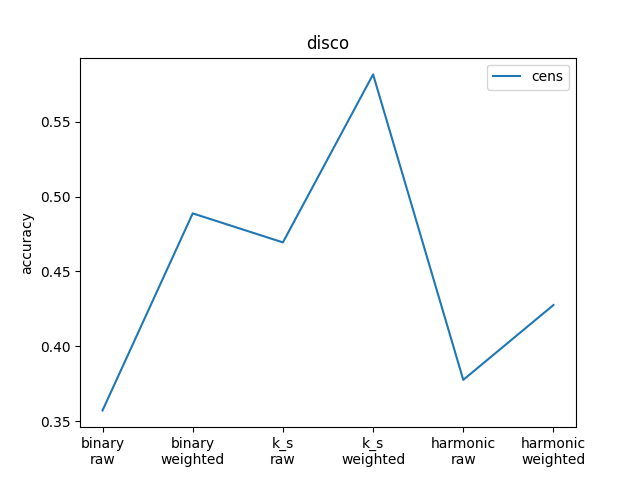 disco
cens
accuracy
0.55
0.50
0.45
0.40
0.35
binary
raw
binary
weighted
k_s
raw
k_s
weighted
harmonic
raw
harmonic
weighted